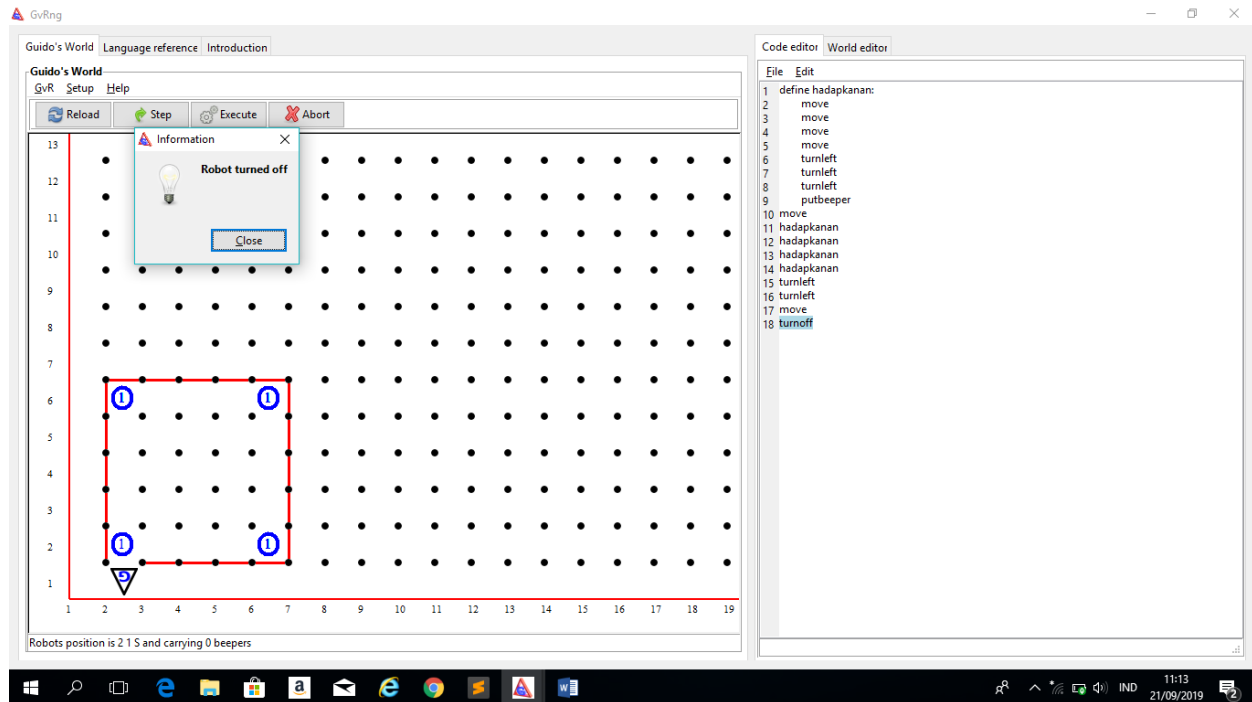 GvRng
Guido's World Language reference Introduction
Guido's World
GvR Setup Help
Reload Step Execute Abort
Information
Robot turned off
Close
13
12
11
10
9
8
7
6
5
4
3
2
1
1 1
1 1
G
1 2 3 4 5 6 7 8 9 10 11 12 13 14 15 16 17 18 19
Robots position is 2 1 S and carrying 0 beepers
Code editor World editor
File Edit
1 define hadapkanan:
2 move
3 move
4 move
5 move
6 turnleft
7 turnleft
8 turnleft
9 putbeeper
10 move
11 hadapkanan
12 hadapkanan
13 hadapkanan
14 hadapkanan
15 turnleft
16 turnleft
17 move
18 turnoff
IND
11:13
21/09/2019
2